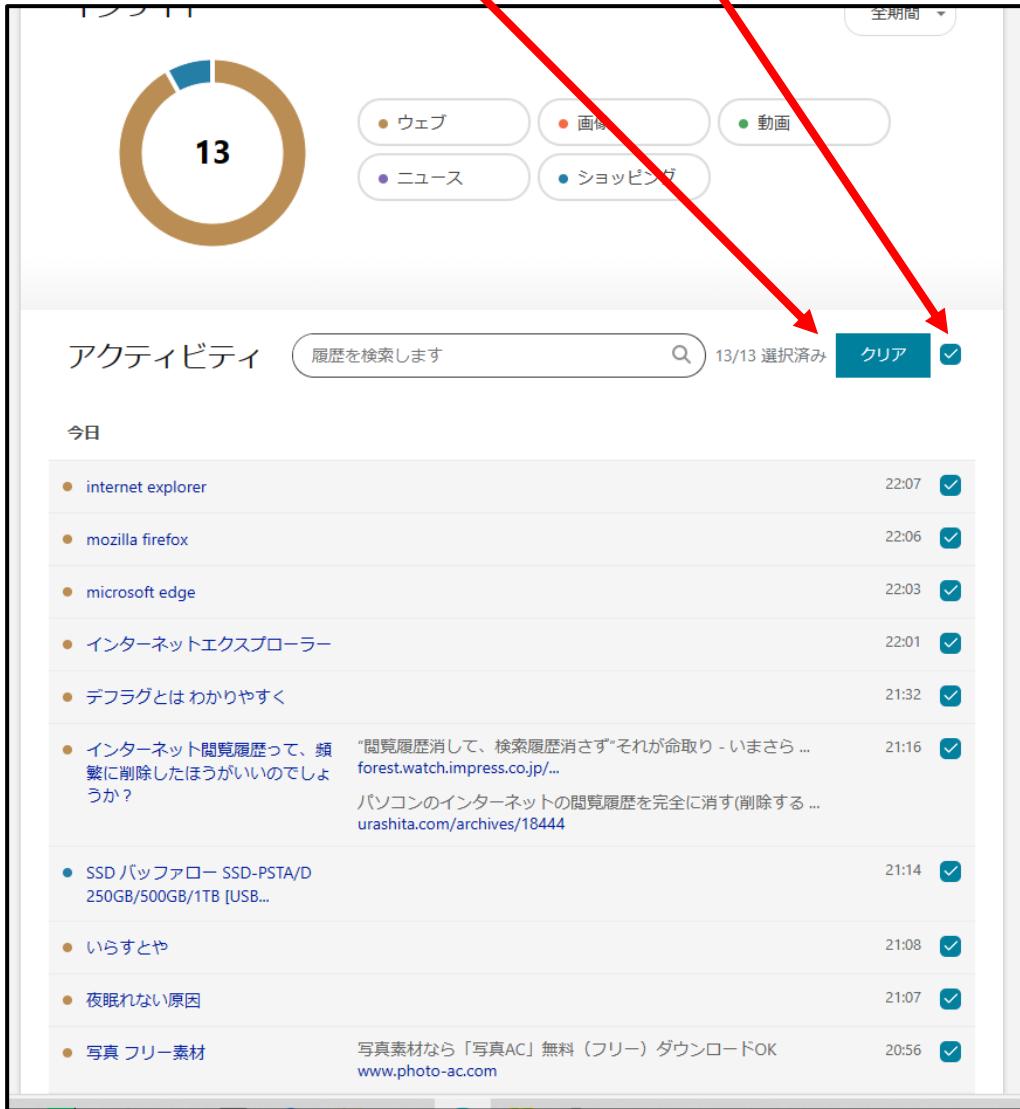 インサイト
全期間
13
ウェブ
画像
動画
ニュース
ショッピング
アクティビティ
履歴を検索します
13/13 選択済み
クリア
今日
internet explorer 22:07
mozilla firefox 22:06
microsoft edge 22:03
インターネットエクスプローラー 22:01
デフラグとは わかりやすく 21:32
インターネット閲覧履歴って、頻
繁に削除したほうがいいのでしょ
うか？
“閲覧履歴消して、検索履歴消さず”それが命取り - いまさら ...
forest.watch.impress.co.jp/...
パソコンのインターネットの閲覧履歴を完全に消す(削除する ...
urashita.com/archives/18444
21:16
SSD バッファロー SSD-PSTA/D
250GB/500GB/1TB [USB...
21:14
いらすとや 21:08
夜眠れない原因 21:07
写真 フリー素材
写真素材なら「写真AC」無料（フリー）ダウンロードOK
www.photo-ac.com
20:56